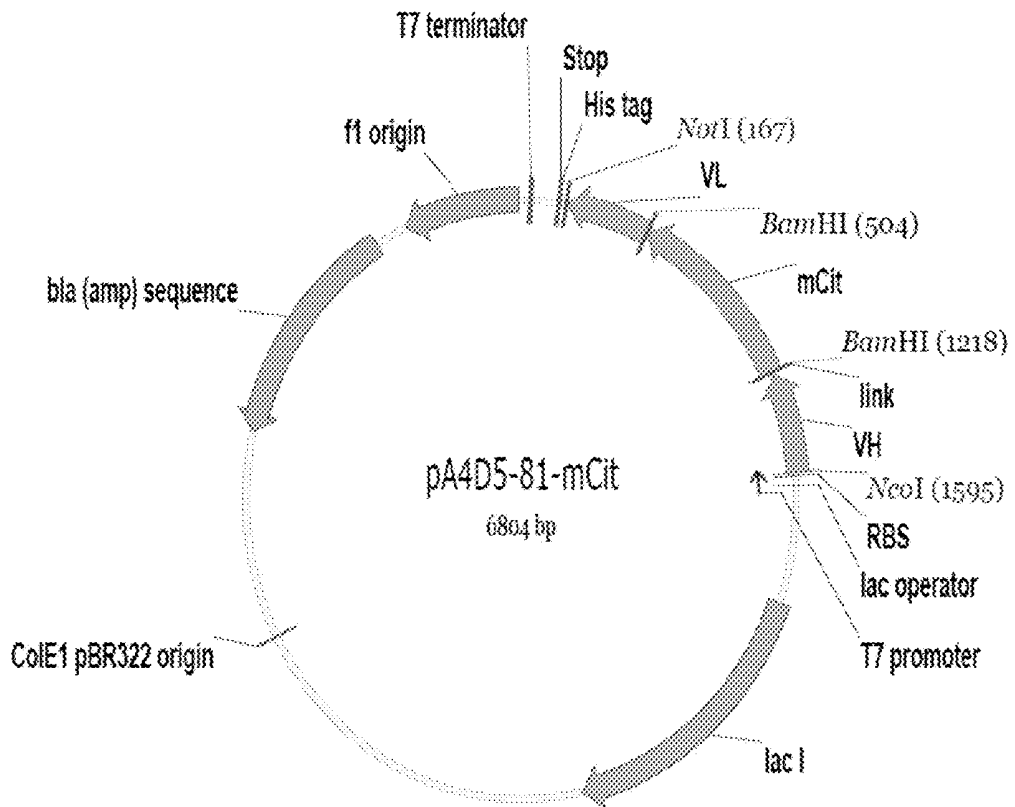 T7 terminator
Stop
His tag
f1 origin
NotI (167)
VL
BamHI (504)
bla (amp) sequence
mCit
BamHI (1218)
link
VH
pA4D5-81-mCit
NcoI (1595)
6804 bp
RBS
lac operator
ColE1 pBR322 origin
T7 promoter
lac I